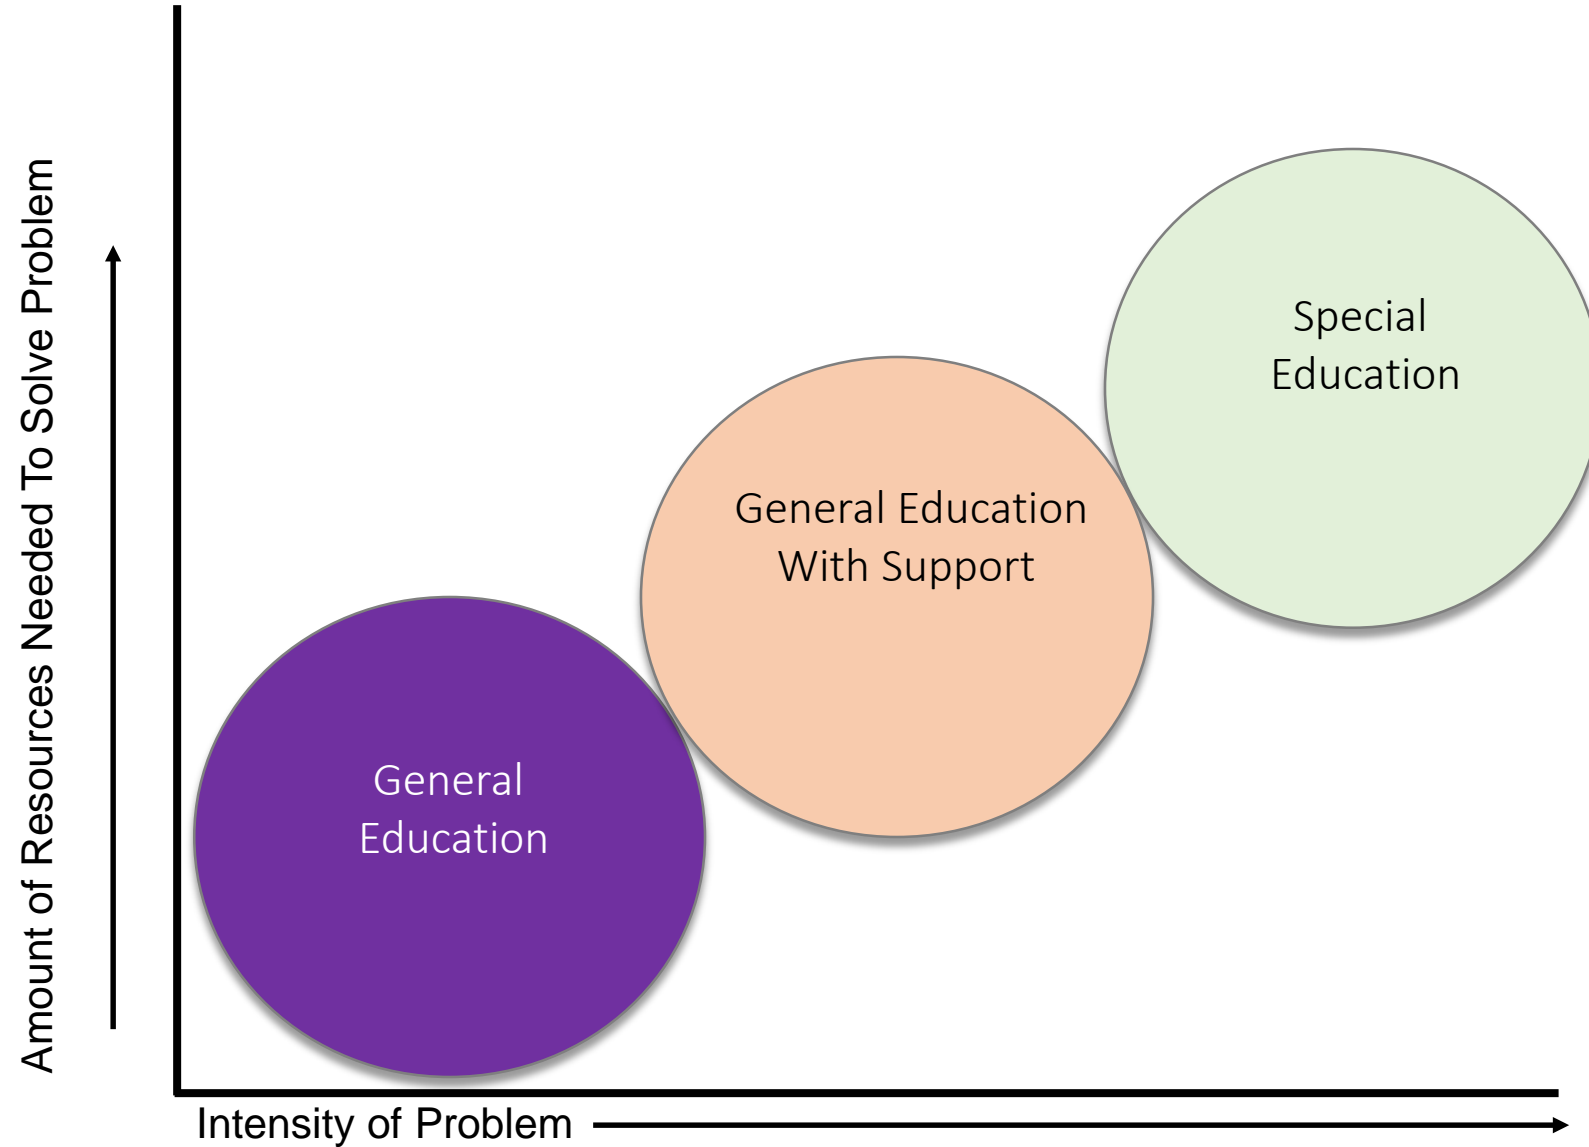 Amount of Resources Needed To Solve Problem
Special
Education
General Education
With Support
General
Education
Intensity of Problem